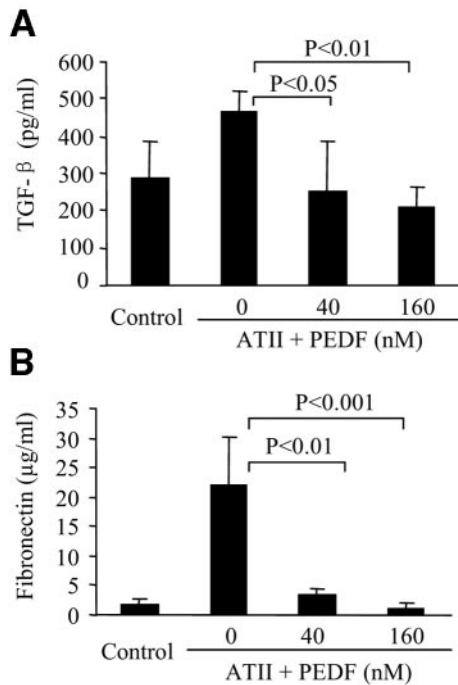 A
P<0.01
P<0.05
TGF-β (pg/ml)
600
500
400
300
200
100
0
Control
0 40 160
ATII + PEDF (nM)
B
P<0.001
P<0.01
Fibronectin (μg/ml)
35
30
25
20
15
10
5
0
Control
0 40 160
ATII + PEDF (nM)